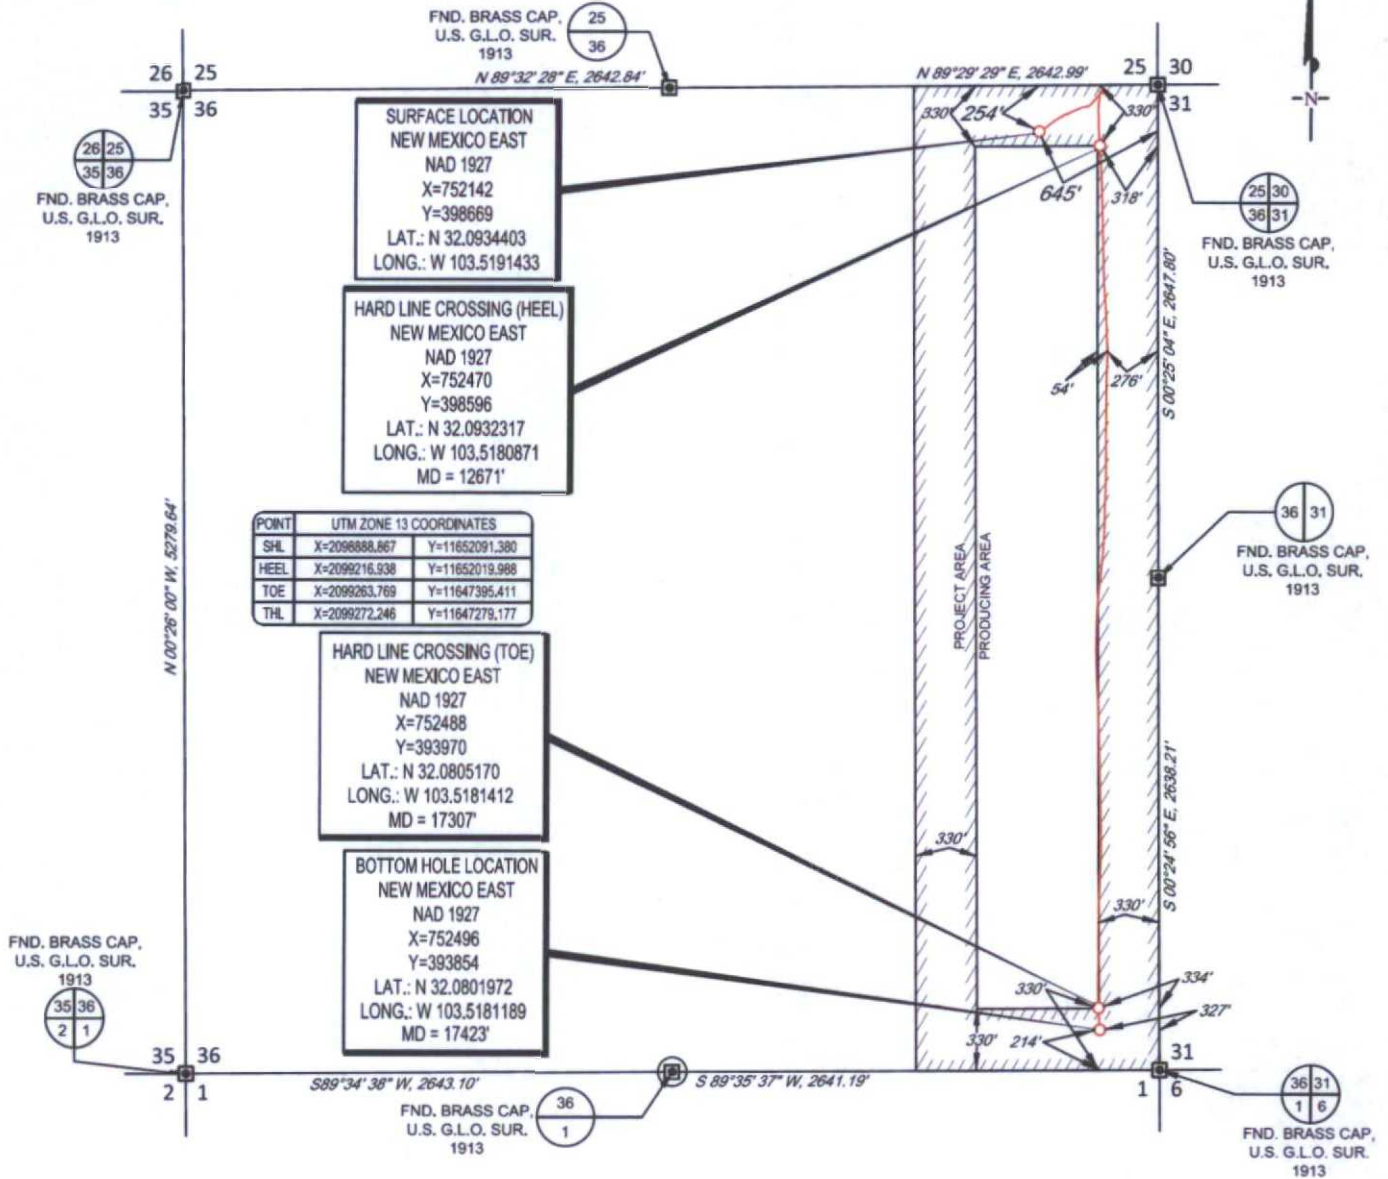 FND. BRASS CAP,
U.S. G.L.O. SUR.
1913
25
36
N 89°32' 28" E, 2642.84'
N 89°29' 29" E, 2642.99'
26 25
35 36
25 30
31
N
26 25
35 36
FND. BRASS CAP,
U.S. G.L.O. SUR.
1913
SURFACE LOCATION
NEW MEXICO EAST
NAD 1927
X=752142
Y=398669
LAT.: N 32.0934403
LONG.: W 103.5191433
330'
254'
330'
645'
318'
25 30
36 31
FND. BRASS CAP,
U.S. G.L.O. SUR.
1913
HARD LINE CROSSING (HEEL)
NEW MEXICO EAST
NAD 1927
X=752470
Y=398596
LAT.: N 32.0932317
LONG.: W 103.5180871
MD = 12671'
S 00°25' 04" E, 2647.80'
54'
276'
N 00°26' 00" W, 5279.64'
POINT UTM ZONE 13 COORDINATES
SHL X=2098888.867 Y=11652091.380
HEEL X=2099216.938 Y=11652019.988
TOE X=2099263.769 Y=11647395.411
THL X=2099272.246 Y=11647279.177
PROJECT AREA
PRODUCING AREA
36 31
FND. BRASS CAP,
U.S. G.L.O. SUR,
1913
HARD LINE CROSSING (TOE)
NEW MEXICO EAST
NAD 1927
X=752488
Y=393970
LAT.: N 32.0805170
LONG.: W 103.5181412
MD = 17307'
S 00°24' 56" E, 2638.21'
330'
330'
BOTTOM HOLE LOCATION
NEW MEXICO EAST
NAD 1927
X=752496
Y=393854
LAT.: N 32.0801972
LONG.: W 103.5181189
MD = 17423'
330'
334'
327'
330'
214'
FND. BRASS CAP,
U.S. G.L.O. SUR.
1913
35 36
2 1
35 36
2 1
S89°34' 38" W, 2643.10'
S 89°35' 37" W, 2641.19'
FND. BRASS CAP,
U.S. G.L.O. SUR.
1913
36
1
31
1 6
36 31
1 6
FND. BRASS CAP,
U.S. G.L.O. SUR.
1913